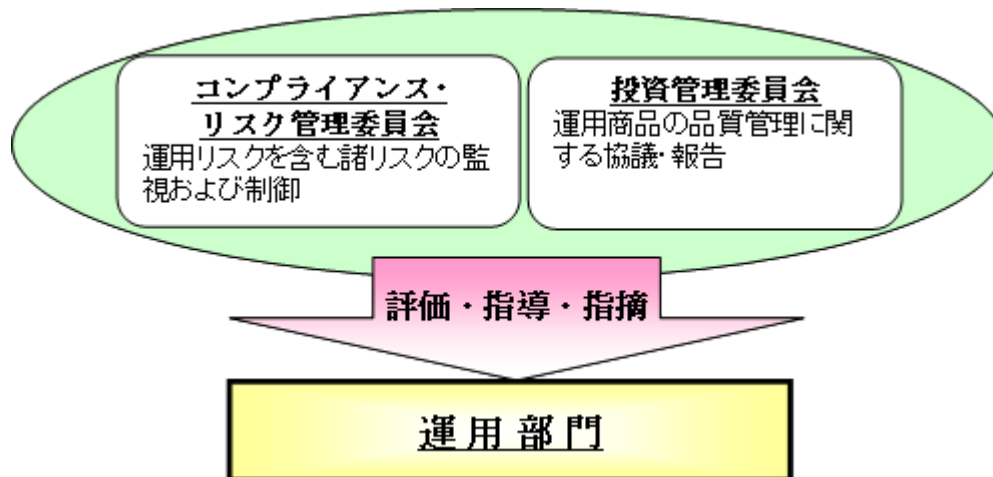 コンプライアンス・
リスク管理委員会
運用リスクを含む諸リスクの監
視および制御
投資管理委員会
運用商品の品質管理に関
する協議・報告
評価・指導・指摘
運用部門